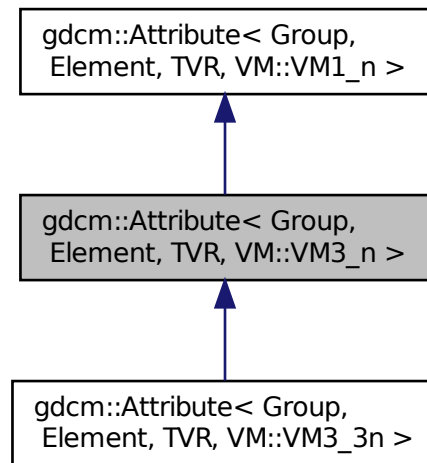 gdcm::Attribute< Group,
Element, TVR, VM::VM1_n >
gdcm::Attribute< Group,
Element, TVR, VM::VM3_n >
gdcm::Attribute< Group,
Element, TVR, VM::VM3_3n >